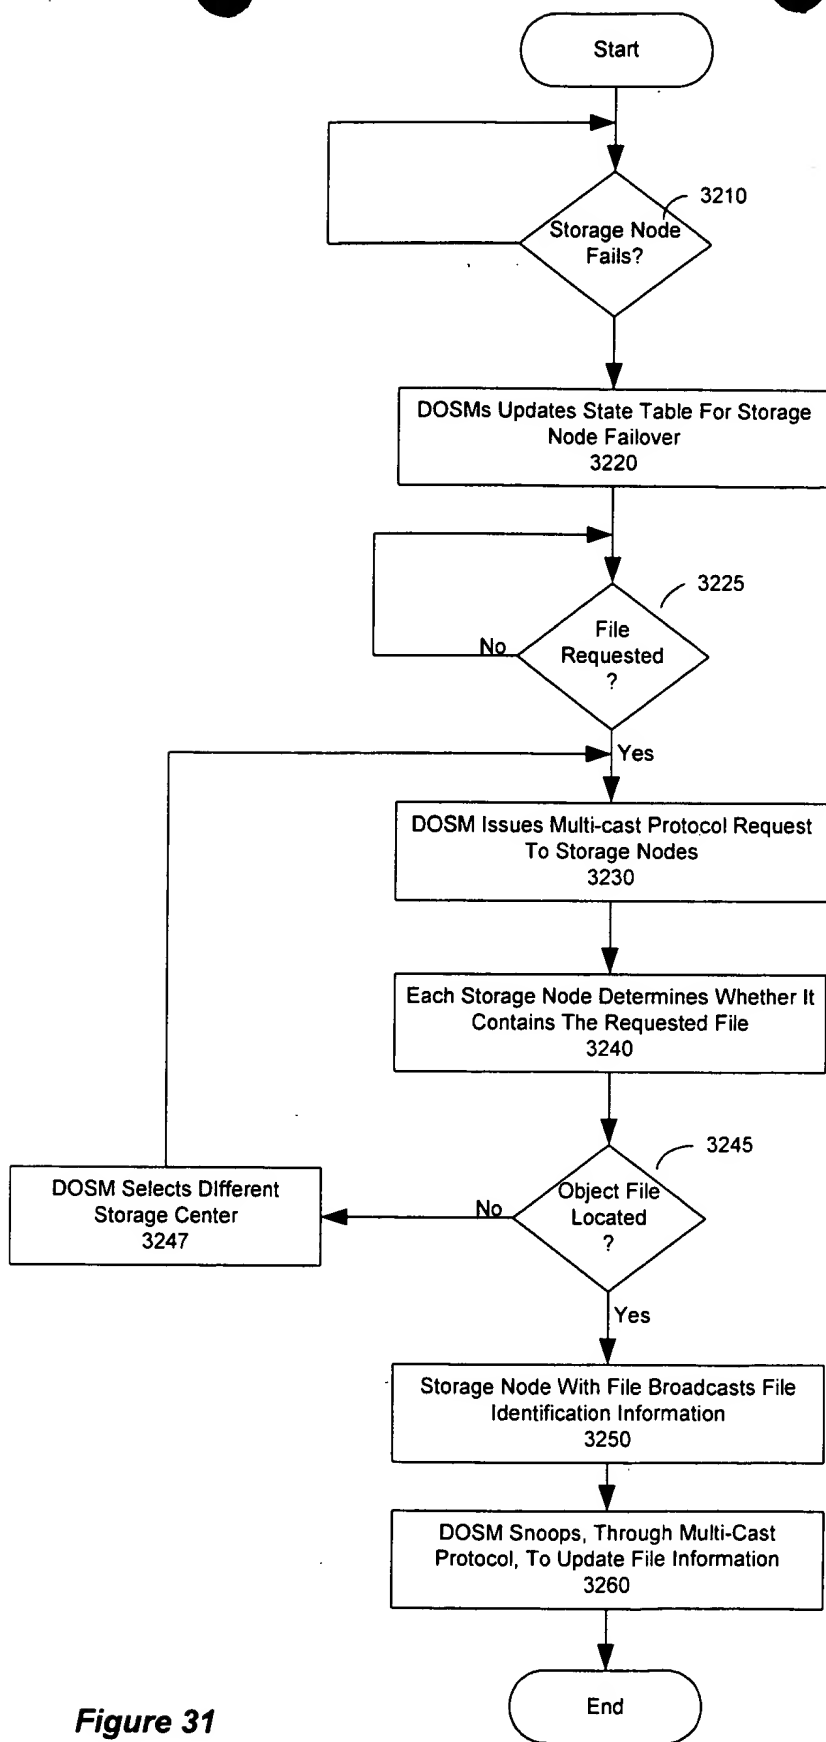 Start
3210
Storage Node
Fails?
DOSMs Updates State Table For Storage
Node Failover
3220
3225
File
Requested
?
No
Yes
DOSM Issues Multi-cast Protocol Request
To Storage Nodes
3230
Each Storage Node Determines Whether It
Contains The Requested File
3240
3245
Object File
Located
?
No
DOSM Selects Different
Storage Center
3247
Yes
Storage Node With File Broadcasts File
Identification Information
3250
DOSM Snoops, Through Multi-Cast
Protocol, To Update File Information
3260
End
Figure 31